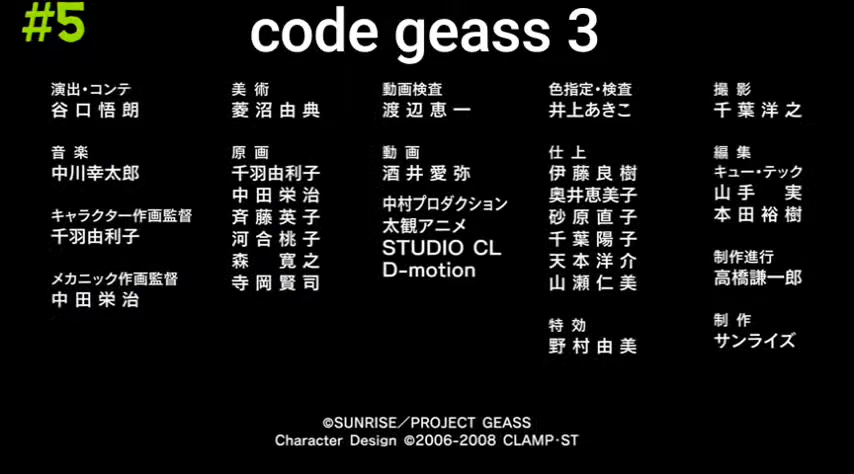 #5
code geass 3
演出・コンテ
谷口悟朗
音楽
中川幸太郎
キャラクター作画監督
千羽由利子
メカニック作画監督
中田栄治
美術
菱沼由典
原画
千羽由利子
中田栄治
斉藤英子
河合桃子
森 寛之
寺岡賢司
動画検査
渡辺恵一
動画
酒井愛弥
中村プロダクション
太観アニメ
STUDIO CL
D-motion
色指定・検査
井上あきこ
仕上
伊藤良樹
奥井恵美子
砂原直子
千葉陽子
天本洋介
山瀬仁美
特効
野村由美
撮影
千葉洋之
編集
キュー・テック
山手 実
本田裕樹
制作進行
高橋謙一郎
制作
サンライズ
©SUNRISE／PROJECT GEASS
Character Design ©2006-2008 CLAMP・ST